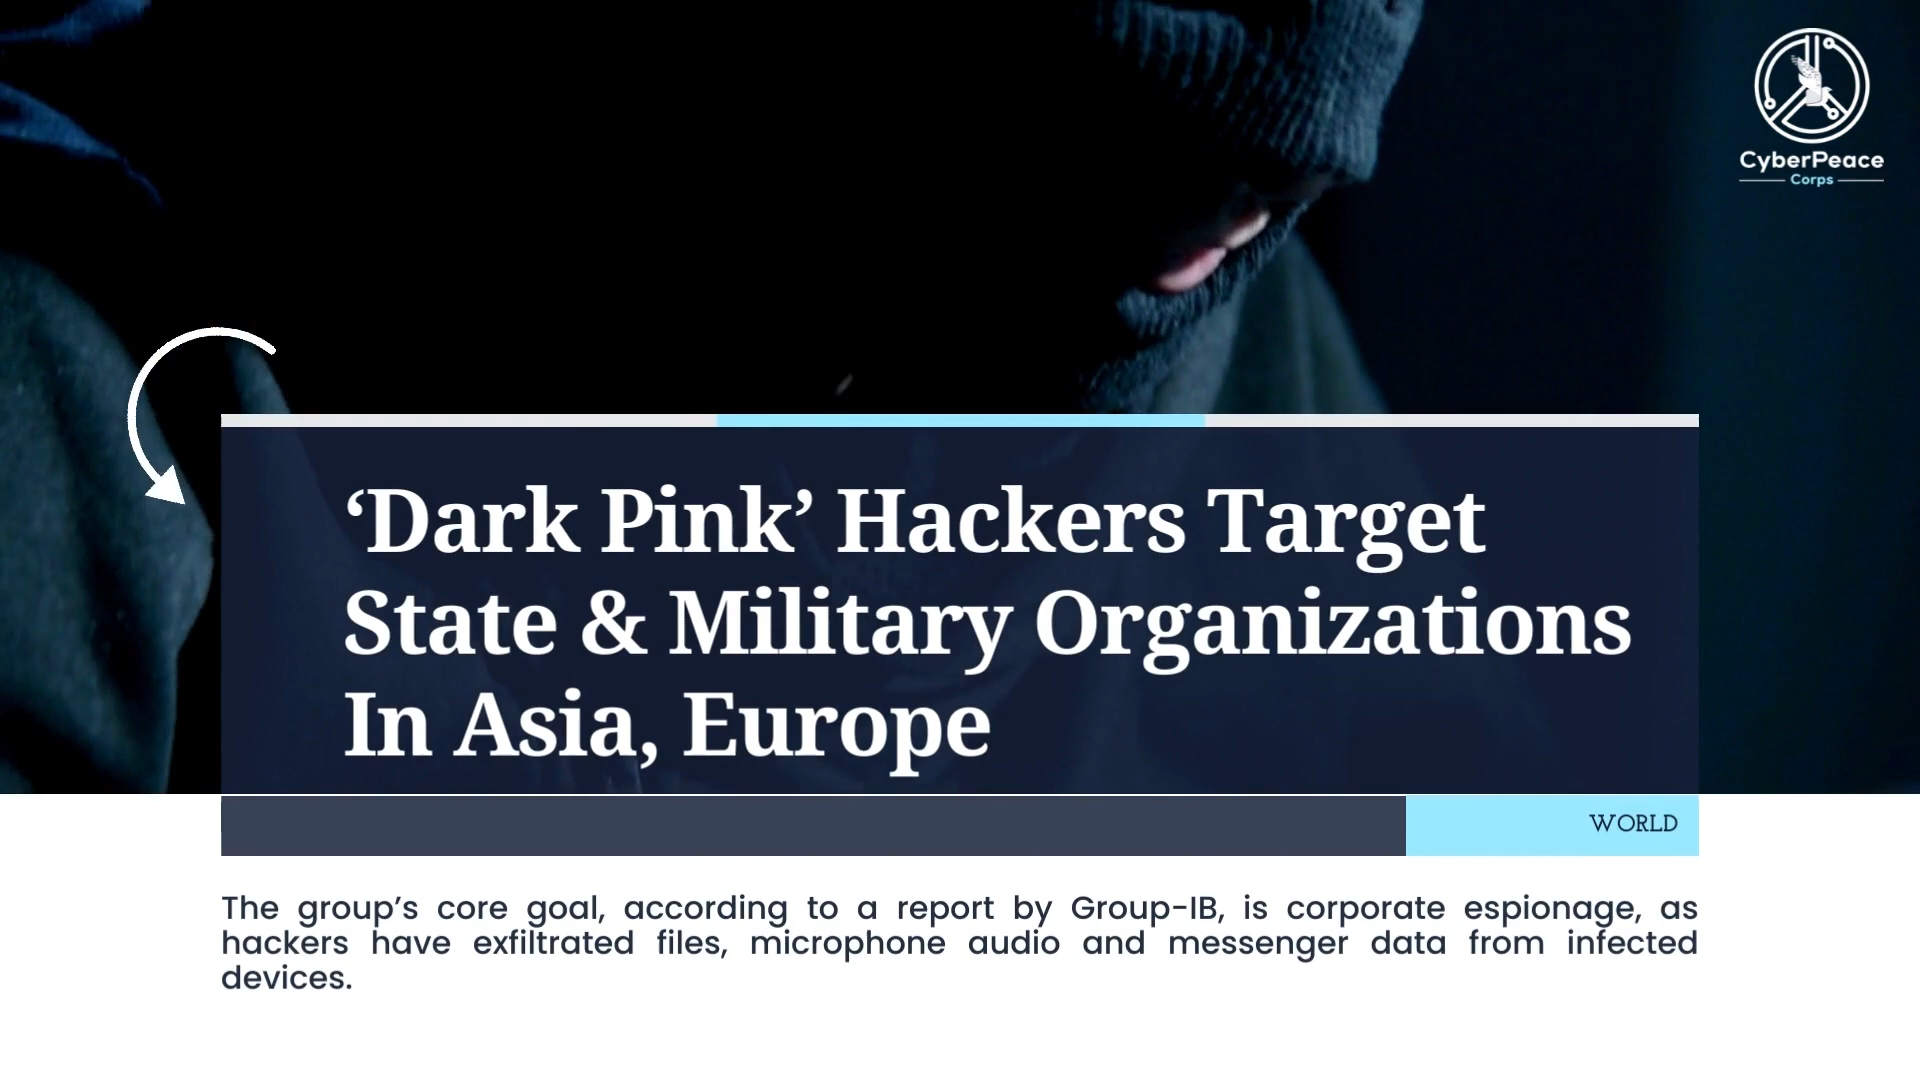 CyberPeace
Corps
‘Dark Pink’ Hackers Target
State & Military Organizations
In Asia, Europe
WORLD
The group’s core goal, according to a report by Group-IB, is corporate espionage, as
hackers have exfiltrated files, microphone audio and messenger data from infected
devices.